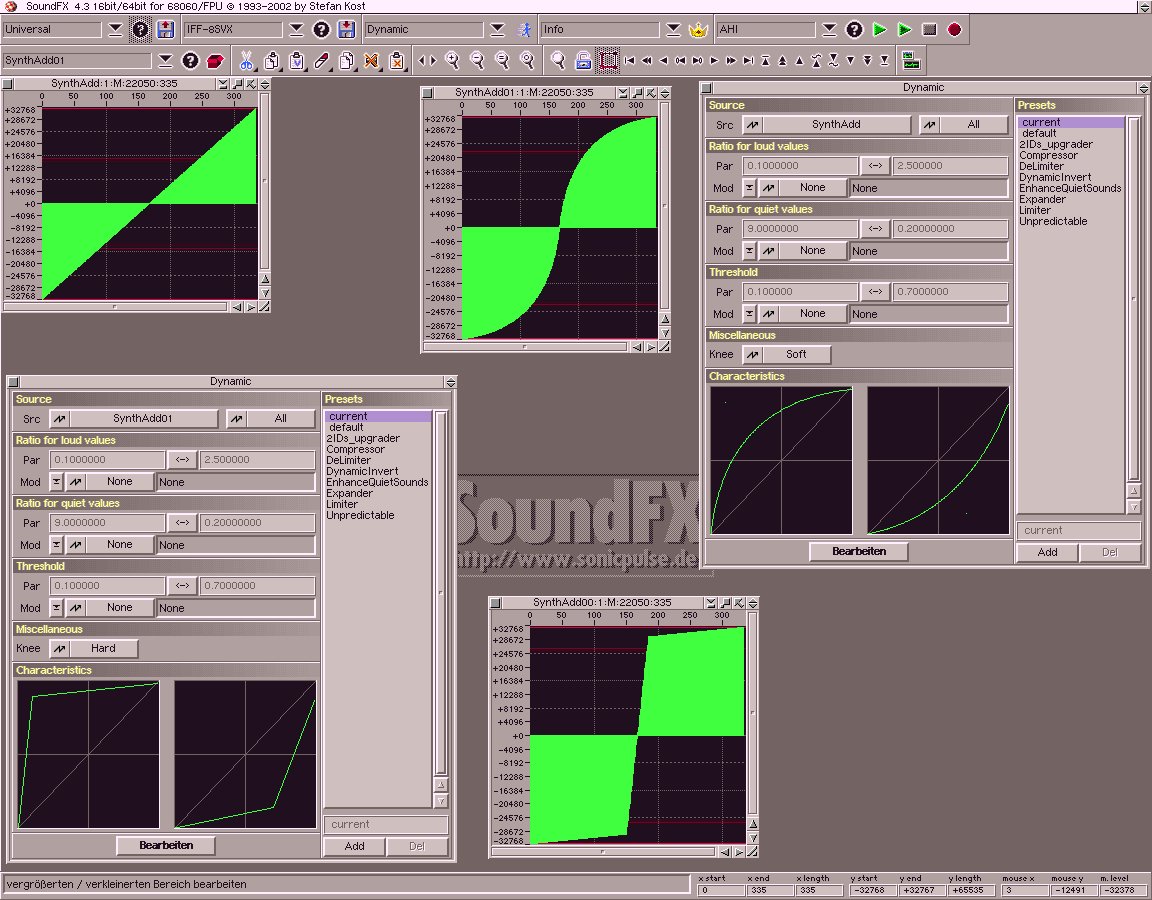 SoundFX 4.3 16bit/64bit for 68060/FPU © 1993-2002 by Stefan Kost
Universal
IFF-8SVX
Dynamic
Info
AHI
SynthAdd01
SynthAdd:1:M:22050:335
0 50 100 150 200 250 300
+32768
+28672
+24576
+20480
+16384
+12288
+8192
+4096
+0
-4096
-8192
-12288
-16384
-20480
-24576
-28672
-32768
SynthAdd01:1:M:22050:335
0 50 100 150 200 250 300
+32768
+28672
+24576
+20480
+16384
+12288
+8192
+4096
+0
-4096
-8192
-12288
-16384
-20480
-24576
-28672
-32768
Dynamic
Source
Src SynthAdd All
Ratio for loud values
Par 0.1000000 <-> 2.500000
Mod None None
Ratio for quiet values
Par 9.0000000 <-> 0.20000000
Mod None None
Threshold
Par 0.100000 <-> 0.7000000
Mod None None
Miscellaneous
Knee Soft
Characteristics
Bearbeiten
Presets
current
default
2IDs_upgrader
Compressor
DeLimiter
DynamicInvert
EnhanceQuietSounds
Expander
Limiter
Unpredictable
current
Add Del
Dynamic
Source
Src SynthAdd01 All
Ratio for loud values
Par 0.1000000 <-> 2.500000
Mod None None
Ratio for quiet values
Par 9.0000000 <-> 0.20000000
Mod None None
Threshold
Par 0.100000 <-> 0.7000000
Mod None None
Miscellaneous
Knee Hard
Characteristics
Bearbeiten
Presets
current
default
2IDs_upgrader
Compressor
DeLimiter
DynamicInvert
EnhanceQuietSounds
Expander
Limiter
Unpredictable
current
Add Del
SoundFX
http://www.sonicpulse.de
SynthAdd00:1:M:22050:335
0 50 100 150 200 250 300
+32768
+28672
+24576
+20480
+16384
+12288
+8192
+4096
+0
-4096
-8192
-12288
-16384
-20480
-24576
-28672
-32768
vergrößerten / verkleinerten Bereich bearbeiten
x start x end x length y start y end y length mouse x mouse y m. level
0 335 335 -32768 +32767 +65535 3 -12491 -32378